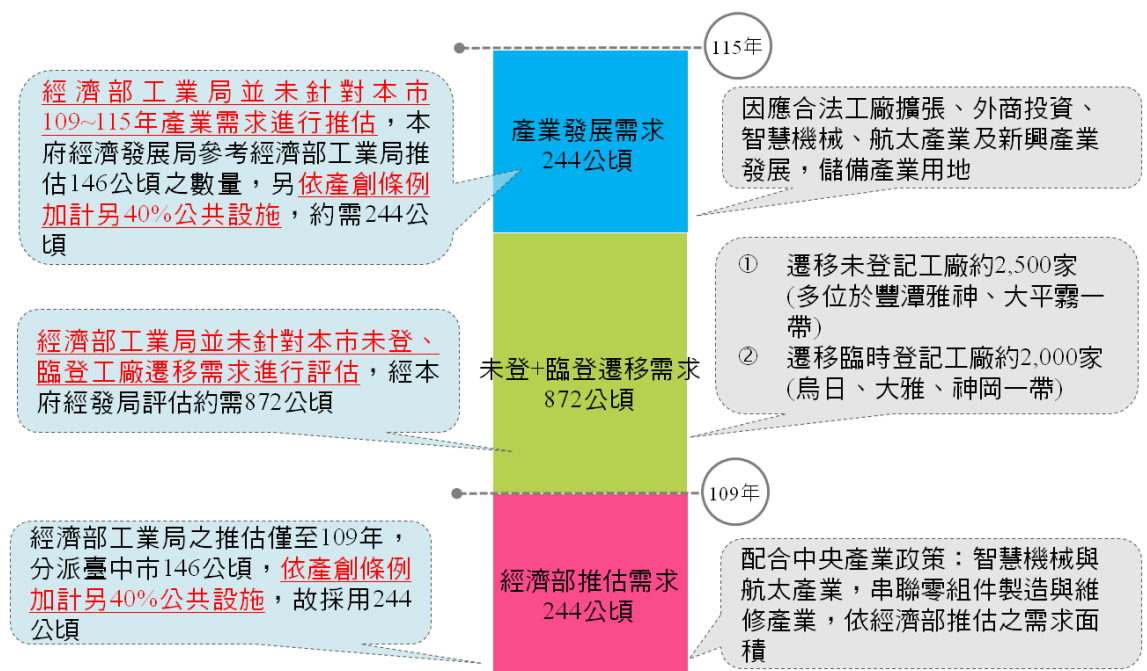 115年
經濟部工業局並未針對本市
109~115年產業需求進行推估，本
府經濟發展局參考經濟部工業局推
估146公頃之數量，另依產創條例
加計另40%公共設施，約需244公
頃
產業發展需求
244公頃
因應合法工廠擴張、外商投資、
智慧機械、航太產業及新興產業
發展，儲備產業用地
經濟部工業局並未針對本市未登、
臨登工廠遷移需求進行評估，經本
府經發局評估約需872公頃
未登+臨登遷移需求
872公頃
① 遷移未登記工廠約2,500家
(多位於豐潭雅神、大平霧一
帶)
② 遷移臨時登記工廠約2,000家
(烏日、大雅、神岡一帶)
109年
經濟部工業局之推估僅至109年，
分派臺中市146公頃，依產創條例
加計另40%公共設施，故採用244
公頃
經濟部推估需求
244公頃
配合中央產業政策：智慧機械與
航太產業，串聯零組件製造與維
修產業，依經濟部推估之需求面
積